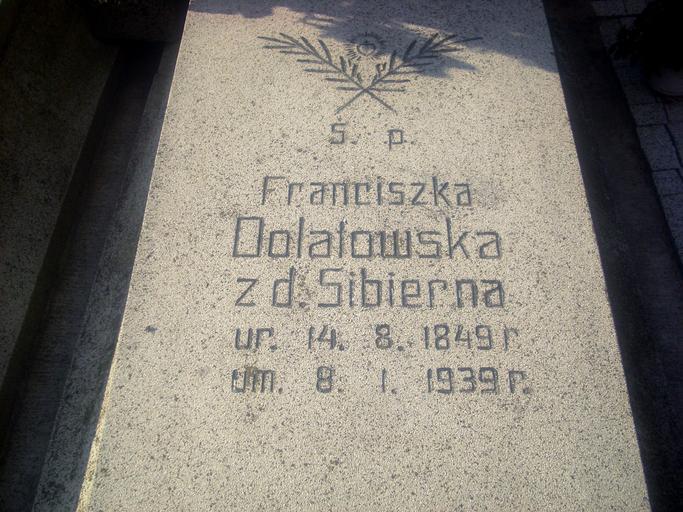 Ś. p.
Franciszka
Dolatowska
z d. Sibierna
ur. 14. 8. 1849 r
um. 8. 1. 1939 r.